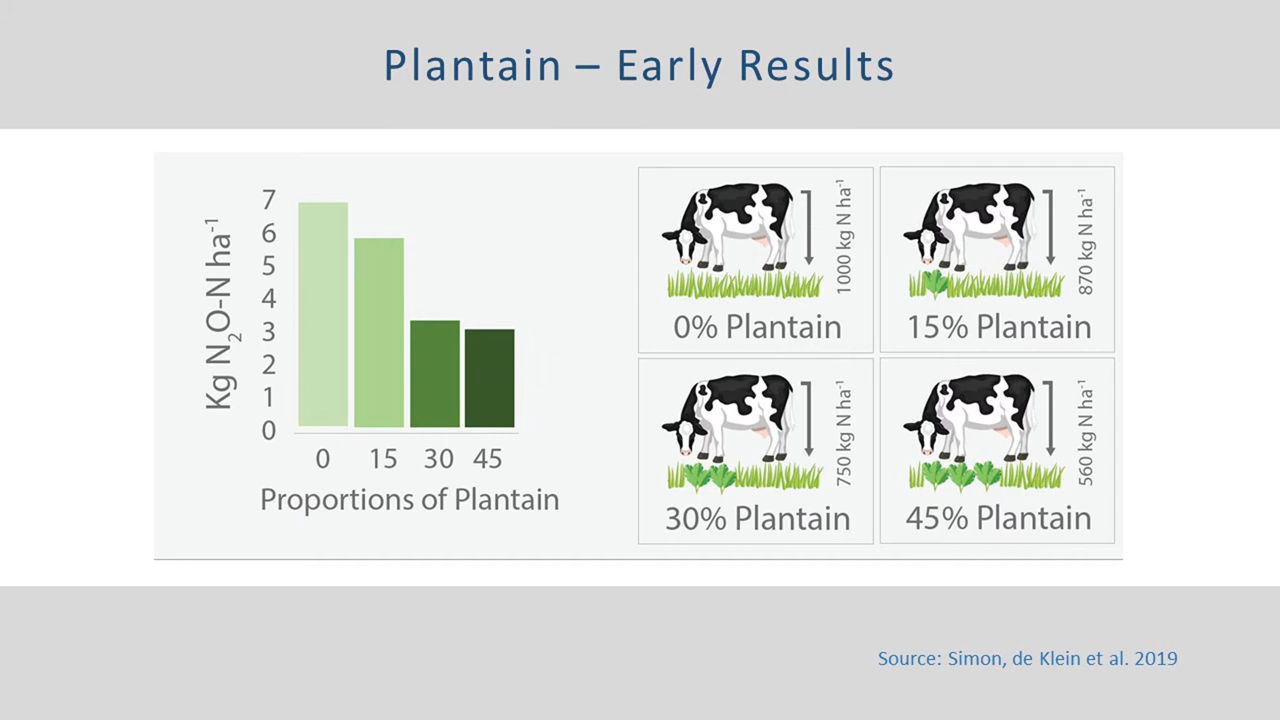 Plantain – Early Results
Kg N₂O-N ha⁻¹
7
6
5
4
3
2
1
0
0 15 30 45
Proportions of Plantain
1000 kg N ha⁻¹
0% Plantain
870 kg N ha⁻¹
15% Plantain
750 kg N ha⁻¹
30% Plantain
560 kg N ha⁻¹
45% Plantain
Source: Simon, de Klein et al. 2019